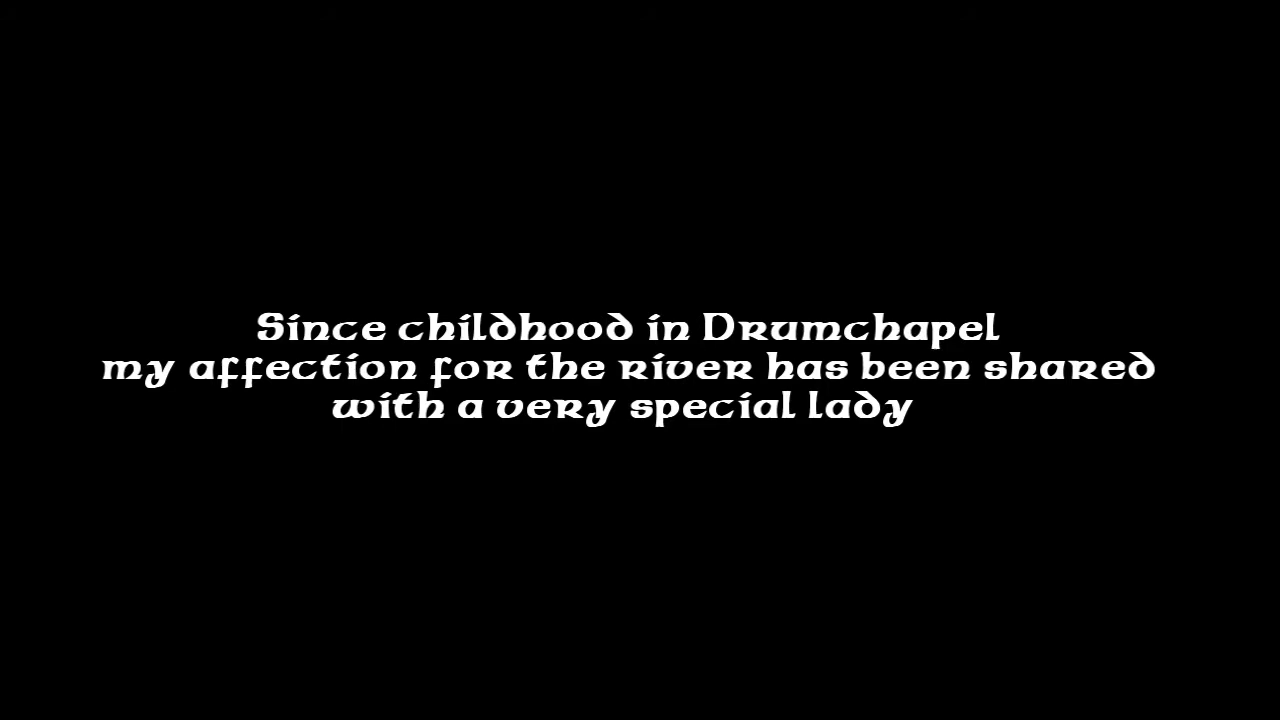 Since childhood in Drumchapel
my affection for the river has been shared
with a very special lady